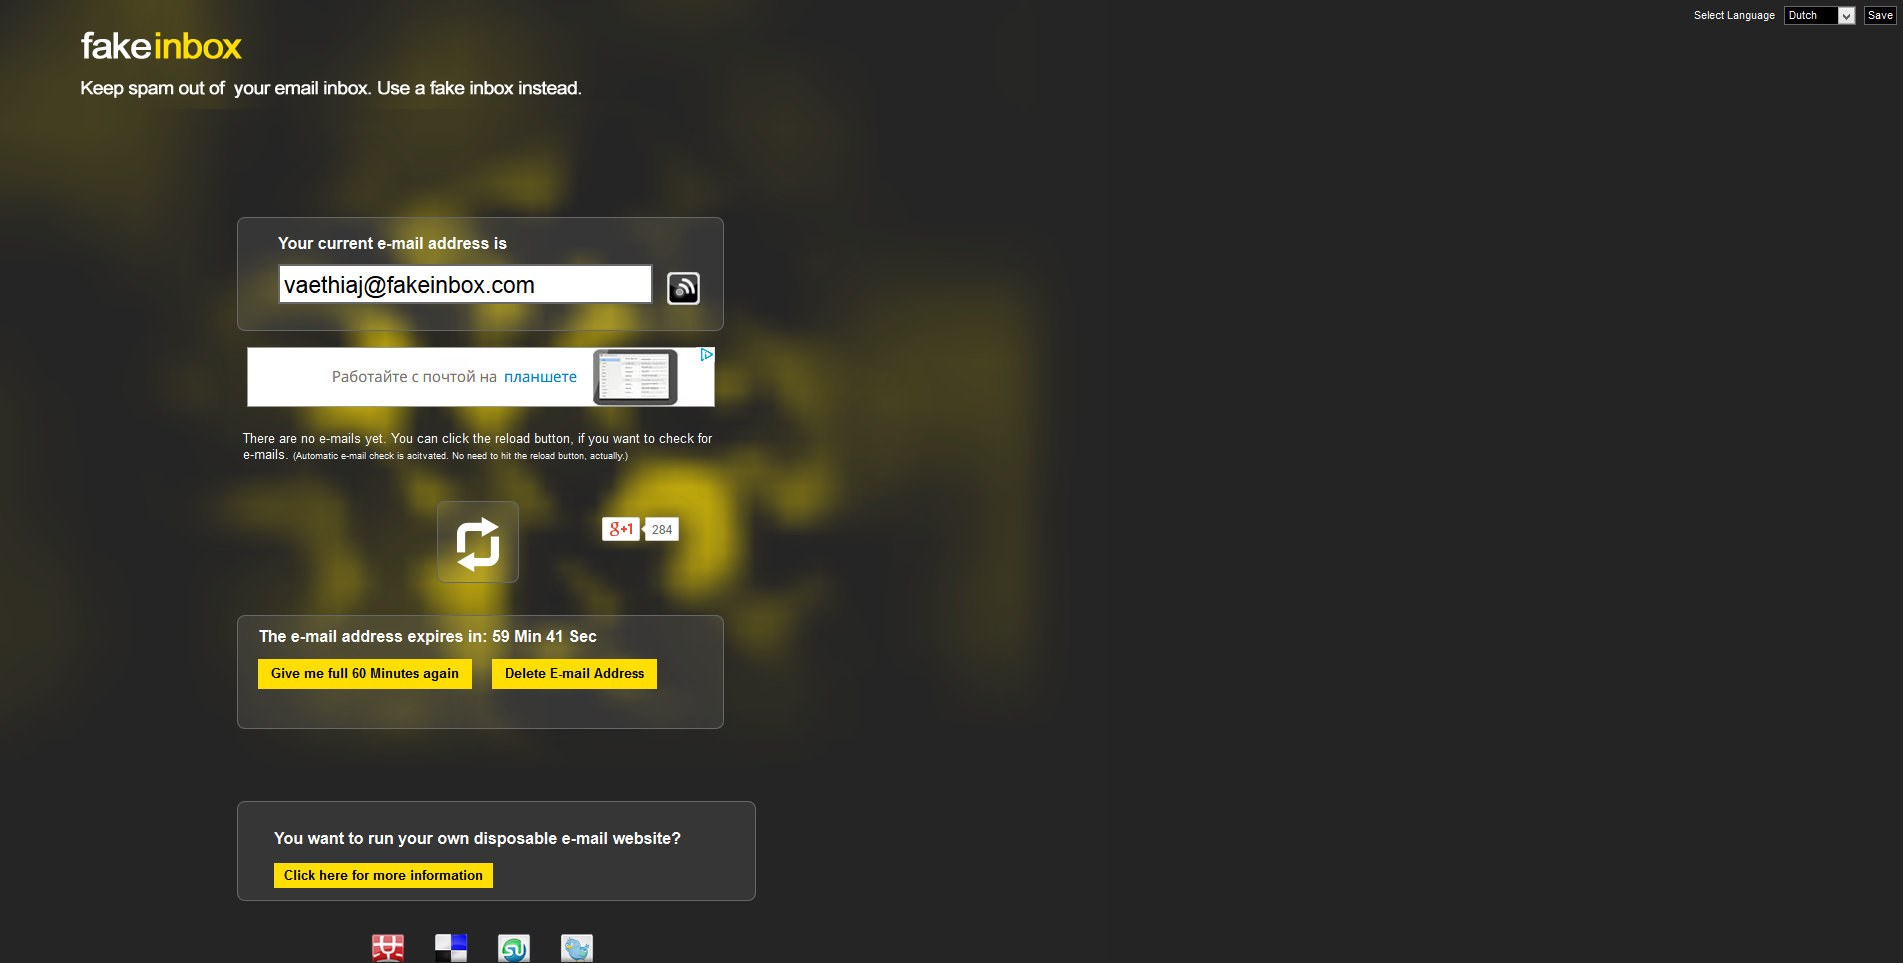 Select Language Dutch Save
fakeinbox
Keep spam out of your email inbox. Use a fake inbox instead.
Your current e-mail address is
vaethiaj@fakeinbox.com
Работайте с почтой на планшете
There are no e-mails yet. You can click the reload button, if you want to check for
e-mails. (Automatic e-mail check is acitvated. No need to hit the reload button, actually.)
g+1 284
The e-mail address expires in: 59 Min 41 Sec
Give me full 60 Minutes again Delete E-mail Address
You want to run your own disposable e-mail website?
Click here for more information